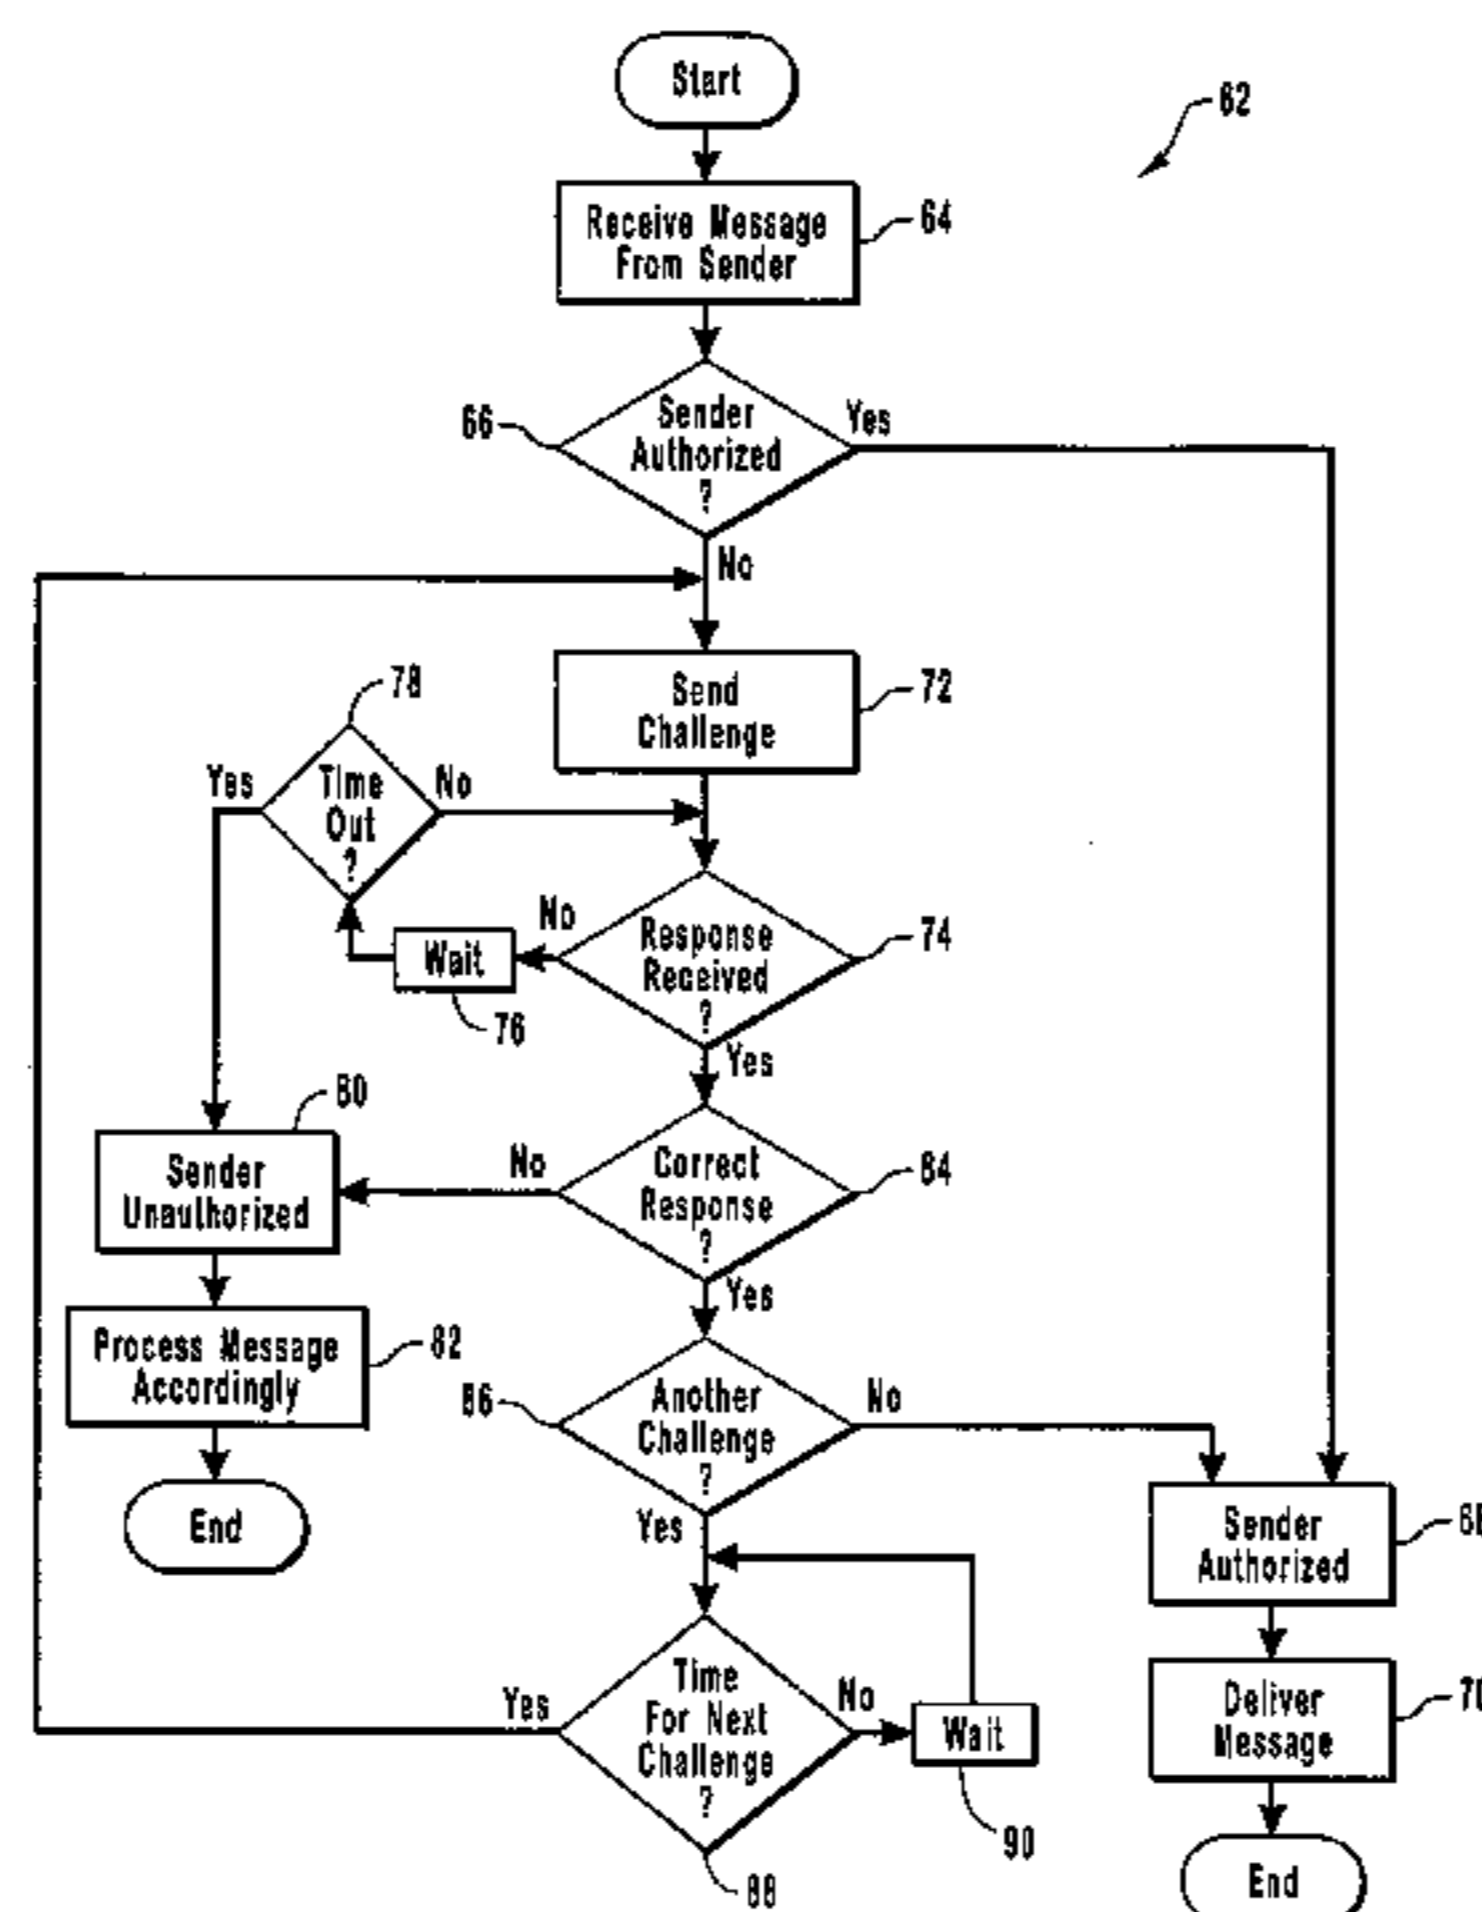 Start
62
Receive Message
From Sender
64
66
Sender
Authorized
?
Yes
No
Send
Challenge
72
78
Yes
Time
Out
?
No
No
Response
Received
?
74
Wait
76
Yes
80
Sender
Unauthorized
No
Correct
Response
?
84
Yes
Process Message
Accordingly
82
86
Another
Challenge
?
No
End
Yes
Sender
Authorized
Yes
Time
For Next
Challenge
?
No
Wait
Deliver
Message
70
90
88
End